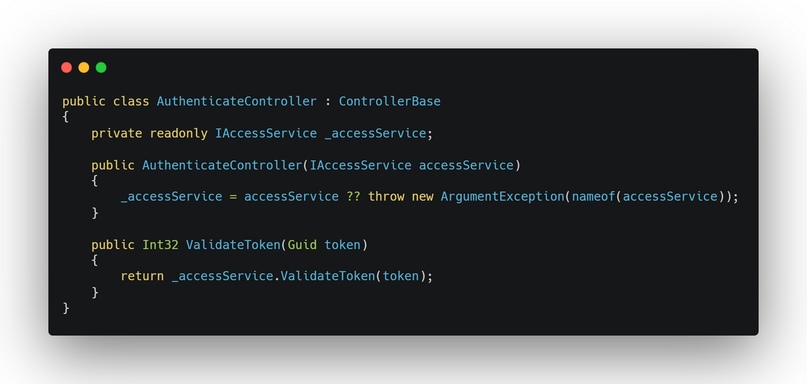 public class AuthenticateController : ControllerBase
{
    private readonly IAccessService _accessService;

    public AuthenticateController(IAccessService accessService)
    {
        _accessService = accessService ?? throw new ArgumentException(nameof(accessService));
    }

    public Int32 ValidateToken(Guid token)
    {
        return _accessService.ValidateToken(token);
    }
}